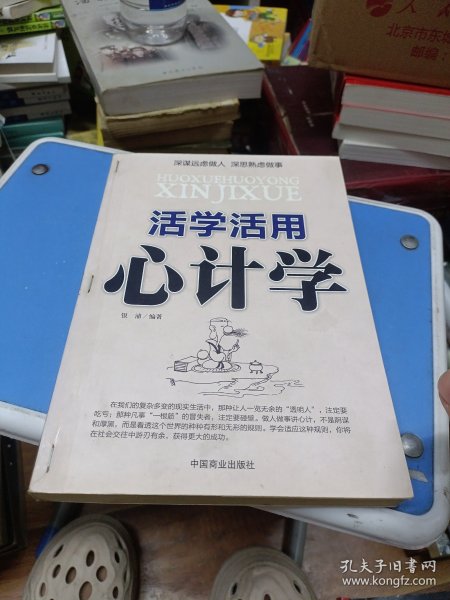 人
北京市东城
邮编：
深谋远虑做人 深思熟虑做事
HUOXUEHUOYONG
XINJIXUE
活学活用
心计学
银浦／编著
在我们的复杂多变的现实生活中，那种让人一览无余的“透明人”，注定要
吃亏；那种凡事“一根筋”的冒失者，注定要碰壁。做人做事讲心计，不是阴谋
和厚黑，而是看透这个世界的种种有形和无形的规则。学会适应这种规则，你将
在社会交往中游刃有余，获得更大的成功。
中国商业出版社
孔夫子旧书网
www.kongfz.com